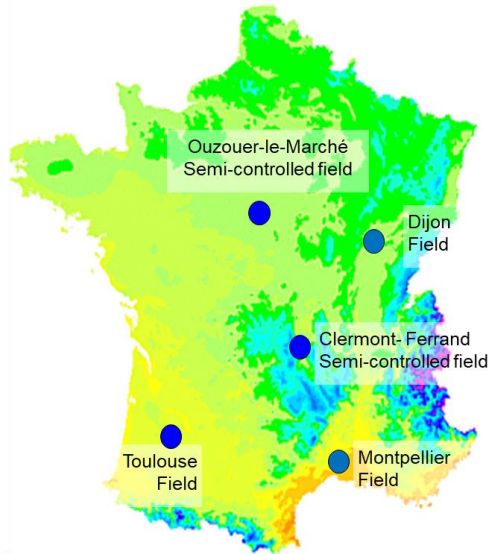 Ouzouer-le-Marché
Semi-controlled field
Dijon
Field
Clermont- Ferrand
Semi-controlled field
Toulouse
Field
Montpellier
Field